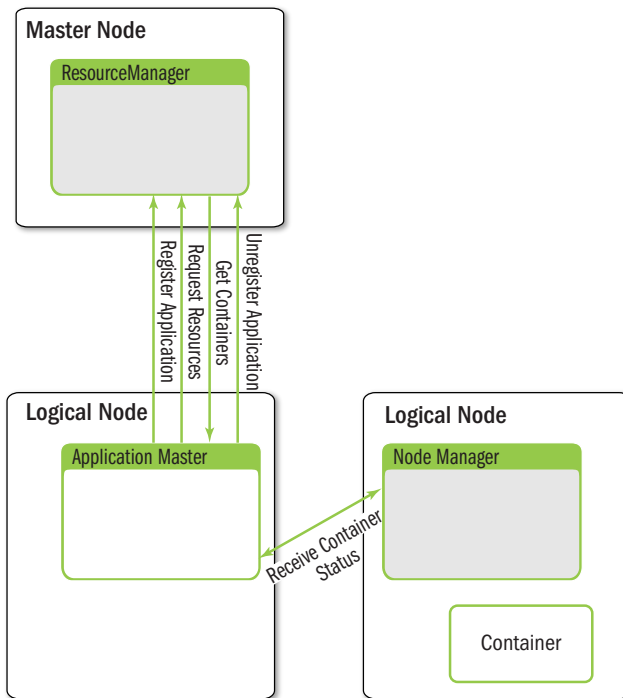 Master Node
ResourceManager
Register Application
Request Resources
Get Containers
Unregister Application
Logical Node
Application Master
Receive Container
Status
Logical Node
Node Manager
Container